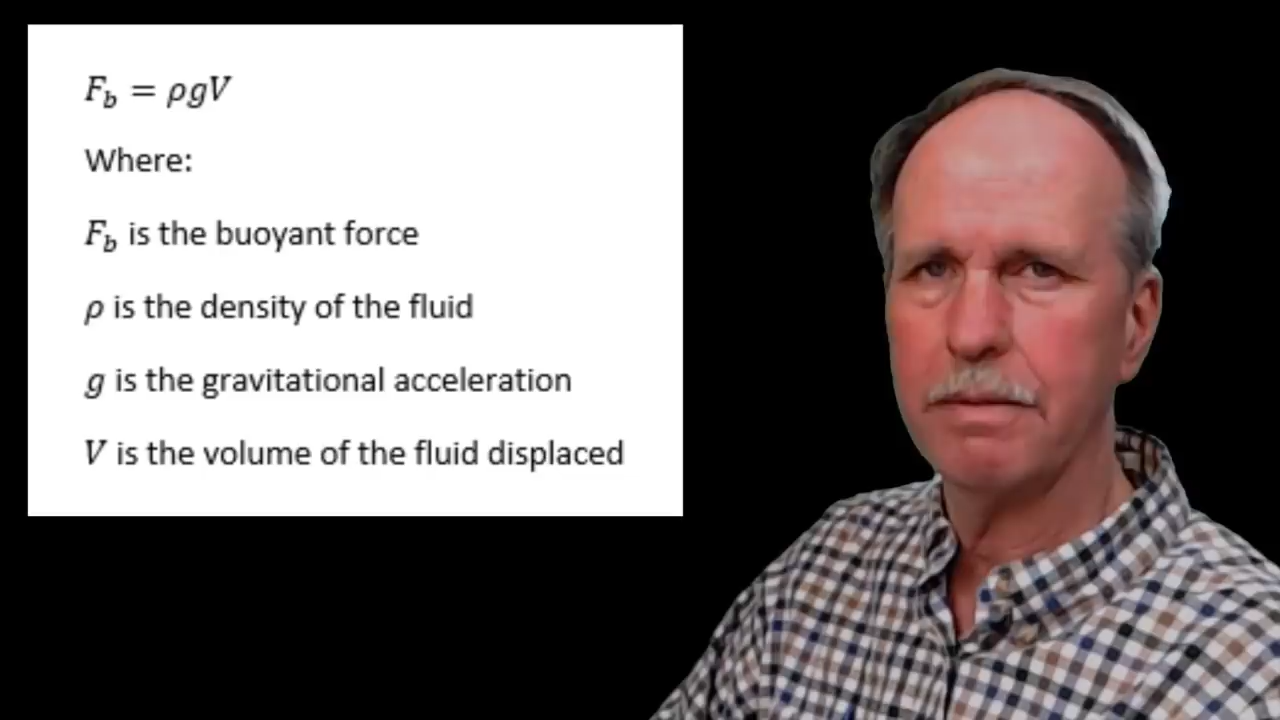 F_b = ρgV
Where:
F_b is the buoyant force
ρ is the density of the fluid
g is the gravitational acceleration
V is the volume of the fluid displaced